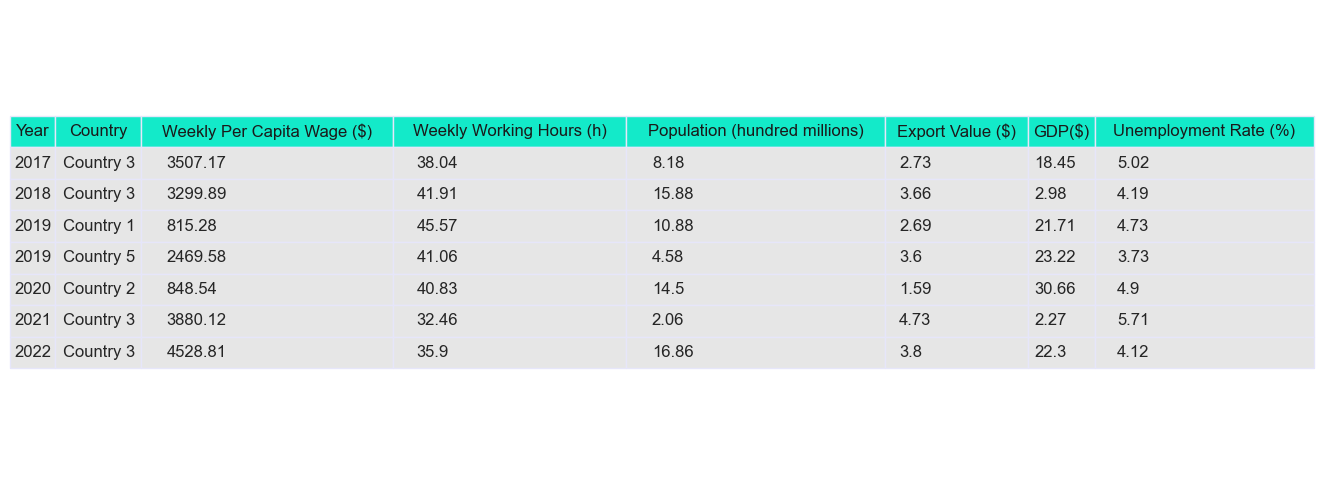 Year Country Weekly Per Capita Wage ($) Weekly Working Hours (h) Population (hundred millions) Export Value ($) GDP($) Unemployment Rate (%)
2017 Country 3 3507.17 38.04 8.18 2.73 18.45 5.02
2018 Country 3 3299.89 41.91 15.88 3.66 2.98 4.19
2019 Country 1 815.28 45.57 10.88 2.69 21.71 4.73
2019 Country 5 2469.58 41.06 4.58 3.6 23.22 3.73
2020 Country 2 848.54 40.83 14.5 1.59 30.66 4.9
2021 Country 3 3880.12 32.46 2.06 4.73 2.27 5.71
2022 Country 3 4528.81 35.9 16.86 3.8 22.3 4.12